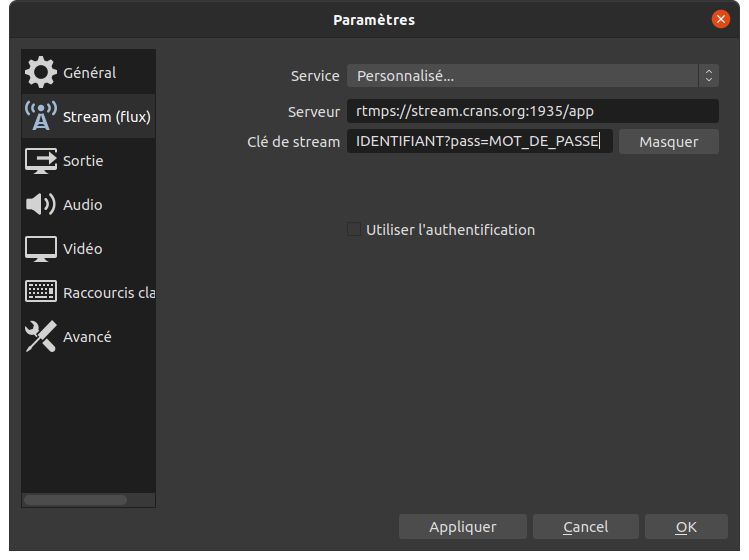 Paramètres
Général
Stream (flux)
Sortie
Audio
Vidéo
Raccourcis cla
Avancé
Service
Personnalisé...
Serveur
rtmps://stream.crans.org:1935/app
Clé de stream
IDENTIFIANT?pass=MOT_DE_PASSE
Masquer
Utiliser l'authentification
Appliquer
Cancel
OK